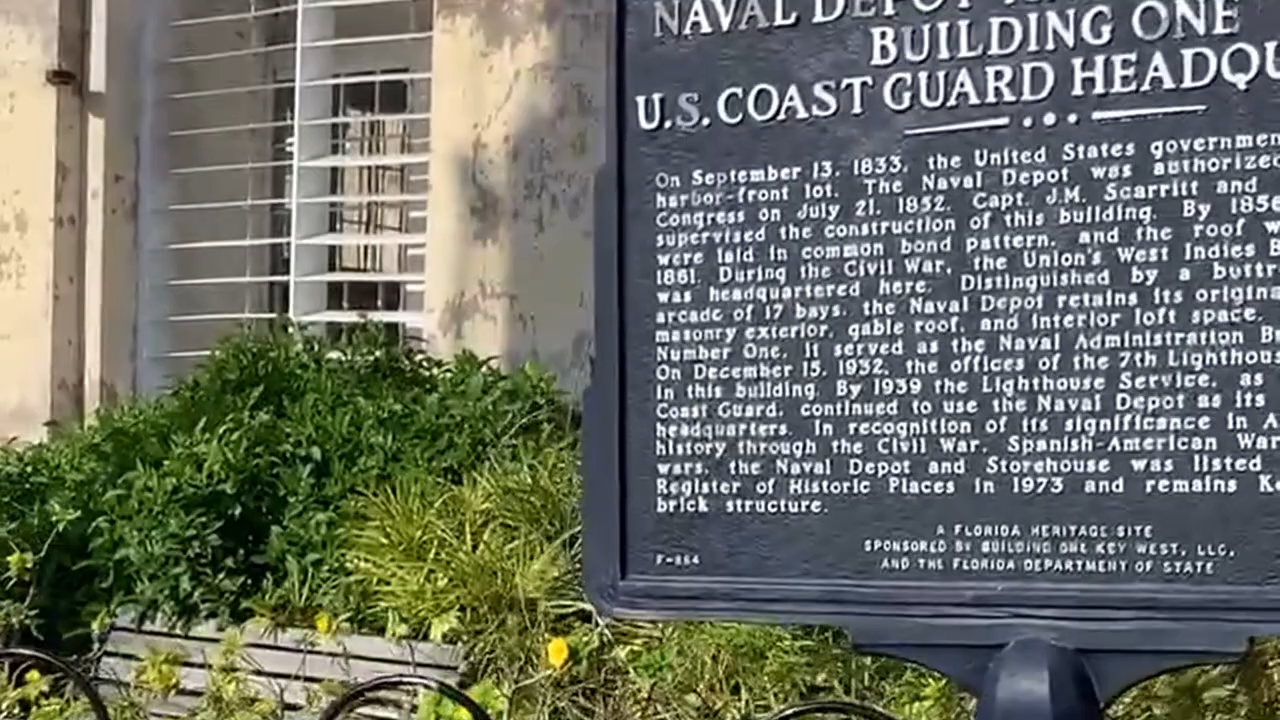 NAVAL DEPOT
BUILDING ONE
U.S. COAST GUARD HEADQU
On September 13, 1833, the United States governmen
harbor-front lot. The Naval Depot was authorized
Congress on July 21, 1852. Capt. J.M. Scarritt and
supervised the construction of this building. By 1856
were laid in common bond pattern, and the roof w
1861. During the Civil War, the Union's West Indies B
was headquartered here. Distinguished by a buttr
arcade of 17 bays, the Naval Depot retains its origina
masonry exterior, gable roof, and interior loft space.
Number One, it served as the Naval Administration B
On December 15, 1932, the offices of the 7th Lighthous
in this building. By 1939 the Lighthouse Service, as
Coast Guard, continued to use the Naval Depot as its
headquarters. In recognition of its significance in A
history through the Civil War, Spanish-American War
wars, the Naval Depot and Storehouse was listed
Register of Historic Places in 1973 and remains Ke
brick structure.
A FLORIDA HERITAGE SITE
SPONSORED BY BUILDING ONE KEY WEST, LLC,
F-864 AND THE FLORIDA DEPARTMENT OF STATE